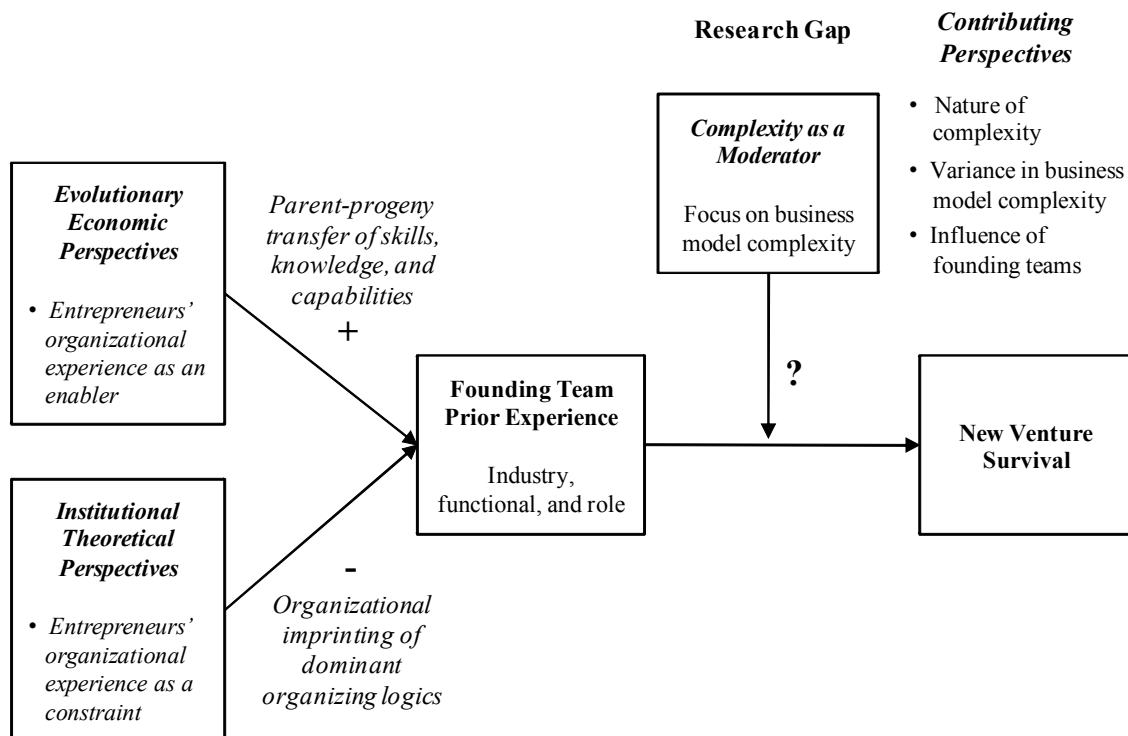 Research Gap
Contributing
Perspectives
Complexity as a
Moderator
Focus on business
model complexity
• Nature of
complexity
• Variance in business
model complexity
• Influence of
founding teams
Evolutionary
Economic
Perspectives
• Entrepreneurs’
organizational
experience as an
enabler
Parent-progeny
transfer of skills,
knowledge, and
capabilities
+
?
Founding Team
Prior Experience
Industry,
functional, and role
New Venture
Survival
Institutional
Theoretical
Perspectives
• Entrepreneurs’
organizational
experience as a
constraint
-
Organizational
imprinting of
dominant
organizing logics